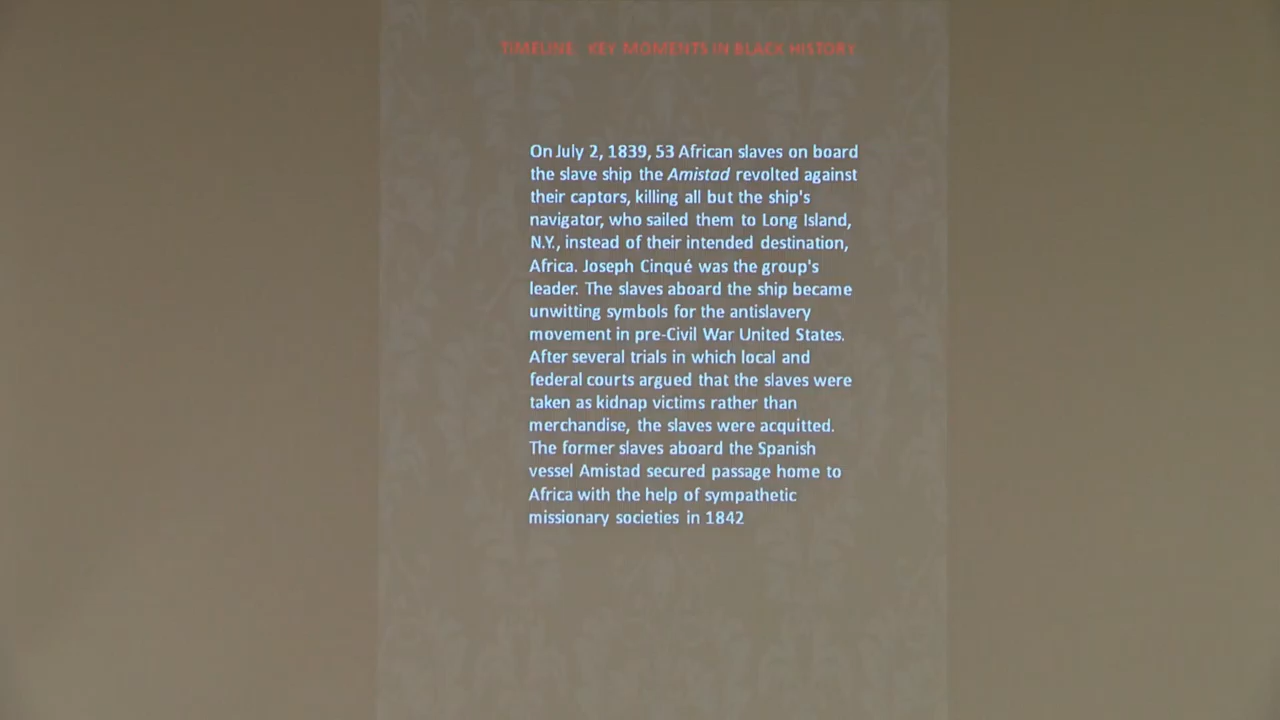 TIMELINE: KEY MOMENTS IN BLACK HISTORY
On July 2, 1839, 53 African slaves on board
the slave ship the Amistad revolted against
their captors, killing all but the ship's
navigator, who sailed them to Long Island,
N.Y., instead of their intended destination,
Africa. Joseph Cinqué was the group's
leader. The slaves aboard the ship became
unwitting symbols for the antislavery
movement in pre-Civil War United States.
After several trials in which local and
federal courts argued that the slaves were
taken as kidnap victims rather than
merchandise, the slaves were acquitted.
The former slaves aboard the Spanish
vessel Amistad secured passage home to
Africa with the help of sympathetic
missionary societies in 1842